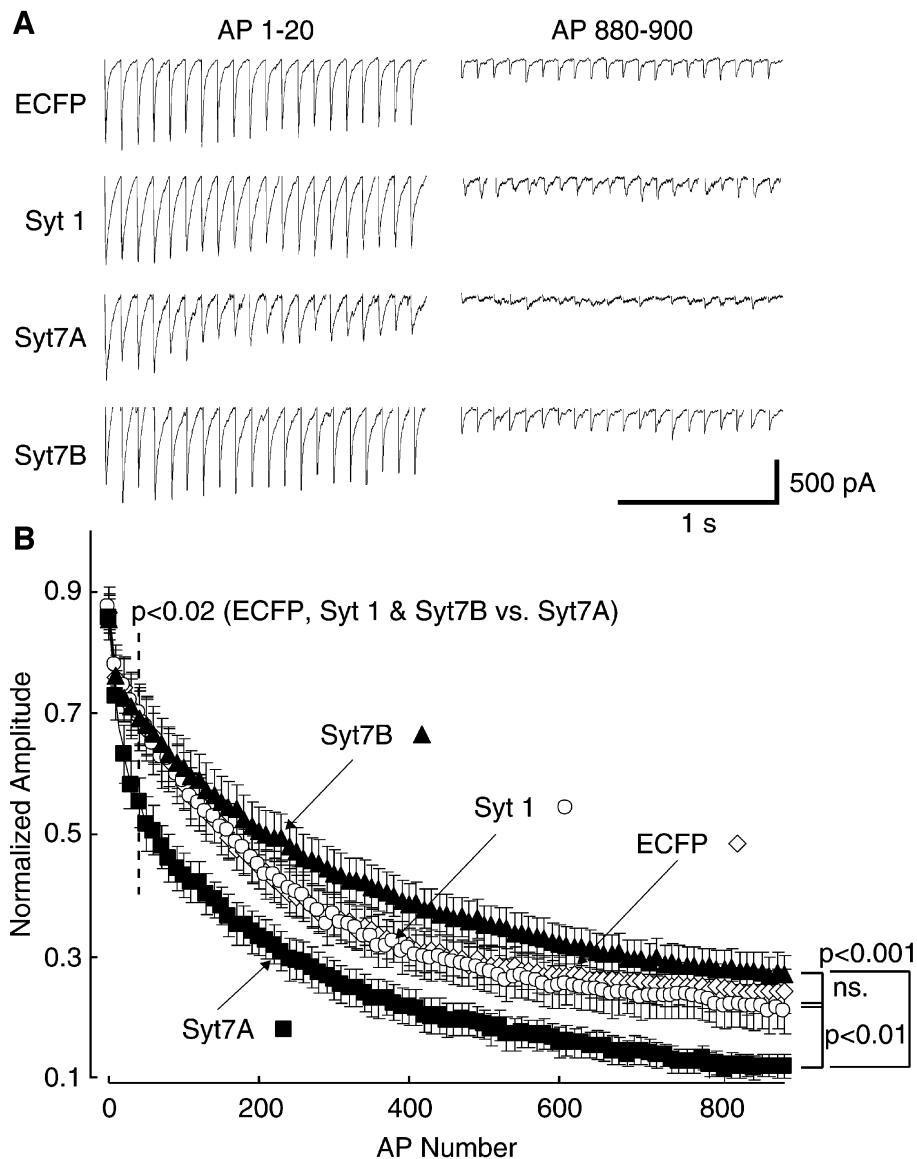 A
AP 1-20
AP 880-900
ECFP
Syt 1
Syt7A
Syt7B
500 pA
1 s
B
0.9
p<0.02 (ECFP, Syt 1 & Syt7B vs. Syt7A)
0.7
Syt7B
Syt 1
0.5
ECFP
0.3
p<0.001
ns.
Syt7A
p<0.01
0.1
Normalized Amplitude
0 200 400 600 800
AP Number